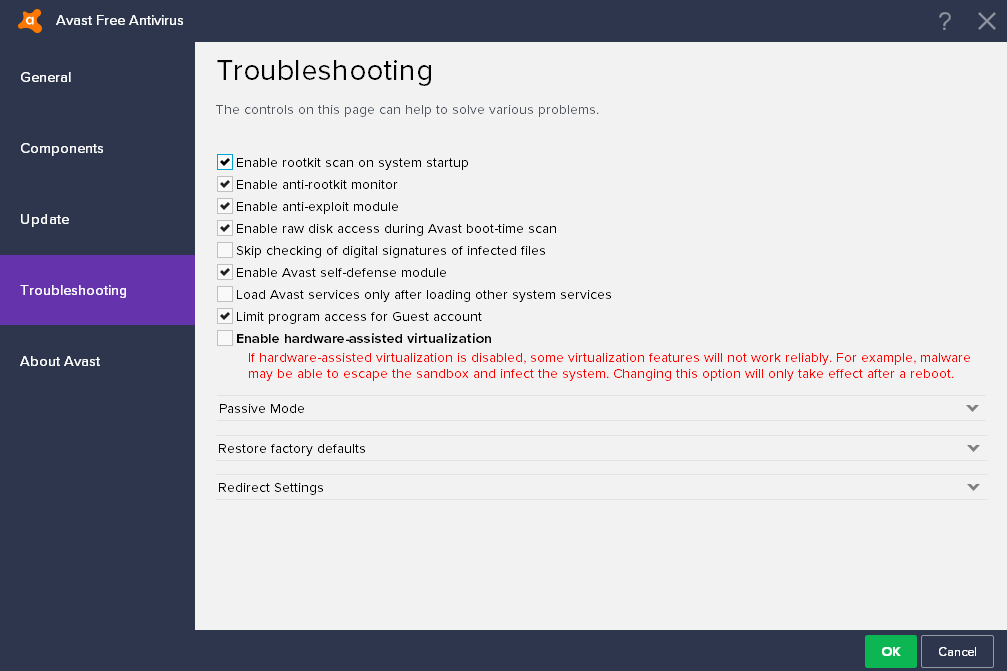 Avast Free Antivirus
?
General
Components
Update
Troubleshooting
About Avast
Troubleshooting
The controls on this page can help to solve various problems.
Enable rootkit scan on system startup
Enable anti-rootkit monitor
Enable anti-exploit module
Enable raw disk access during Avast boot-time scan
Skip checking of digital signatures of infected files
Enable Avast self-defense module
Load Avast services only after loading other system services
Limit program access for Guest account
Enable hardware-assisted virtualization
If hardware-assisted virtualization is disabled, some virtualization features will not work reliably. For example, malware
may be able to escape the sandbox and infect the system. Changing this option will only take effect after a reboot.
Passive Mode
Restore factory defaults
Redirect Settings
OK
Cancel